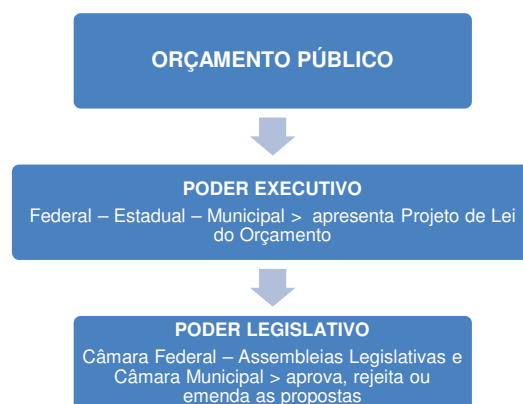 ORÇAMENTO PÚBLICO
PODER EXECUTIVO
Federal – Estadual – Municipal > apresenta Projeto de Lei
do Orçamento
PODER LEGISLATIVO
Câmara Federal – Assembleias Legislativas e
Câmara Municipal > aprova, rejeita ou
emenda as propostas